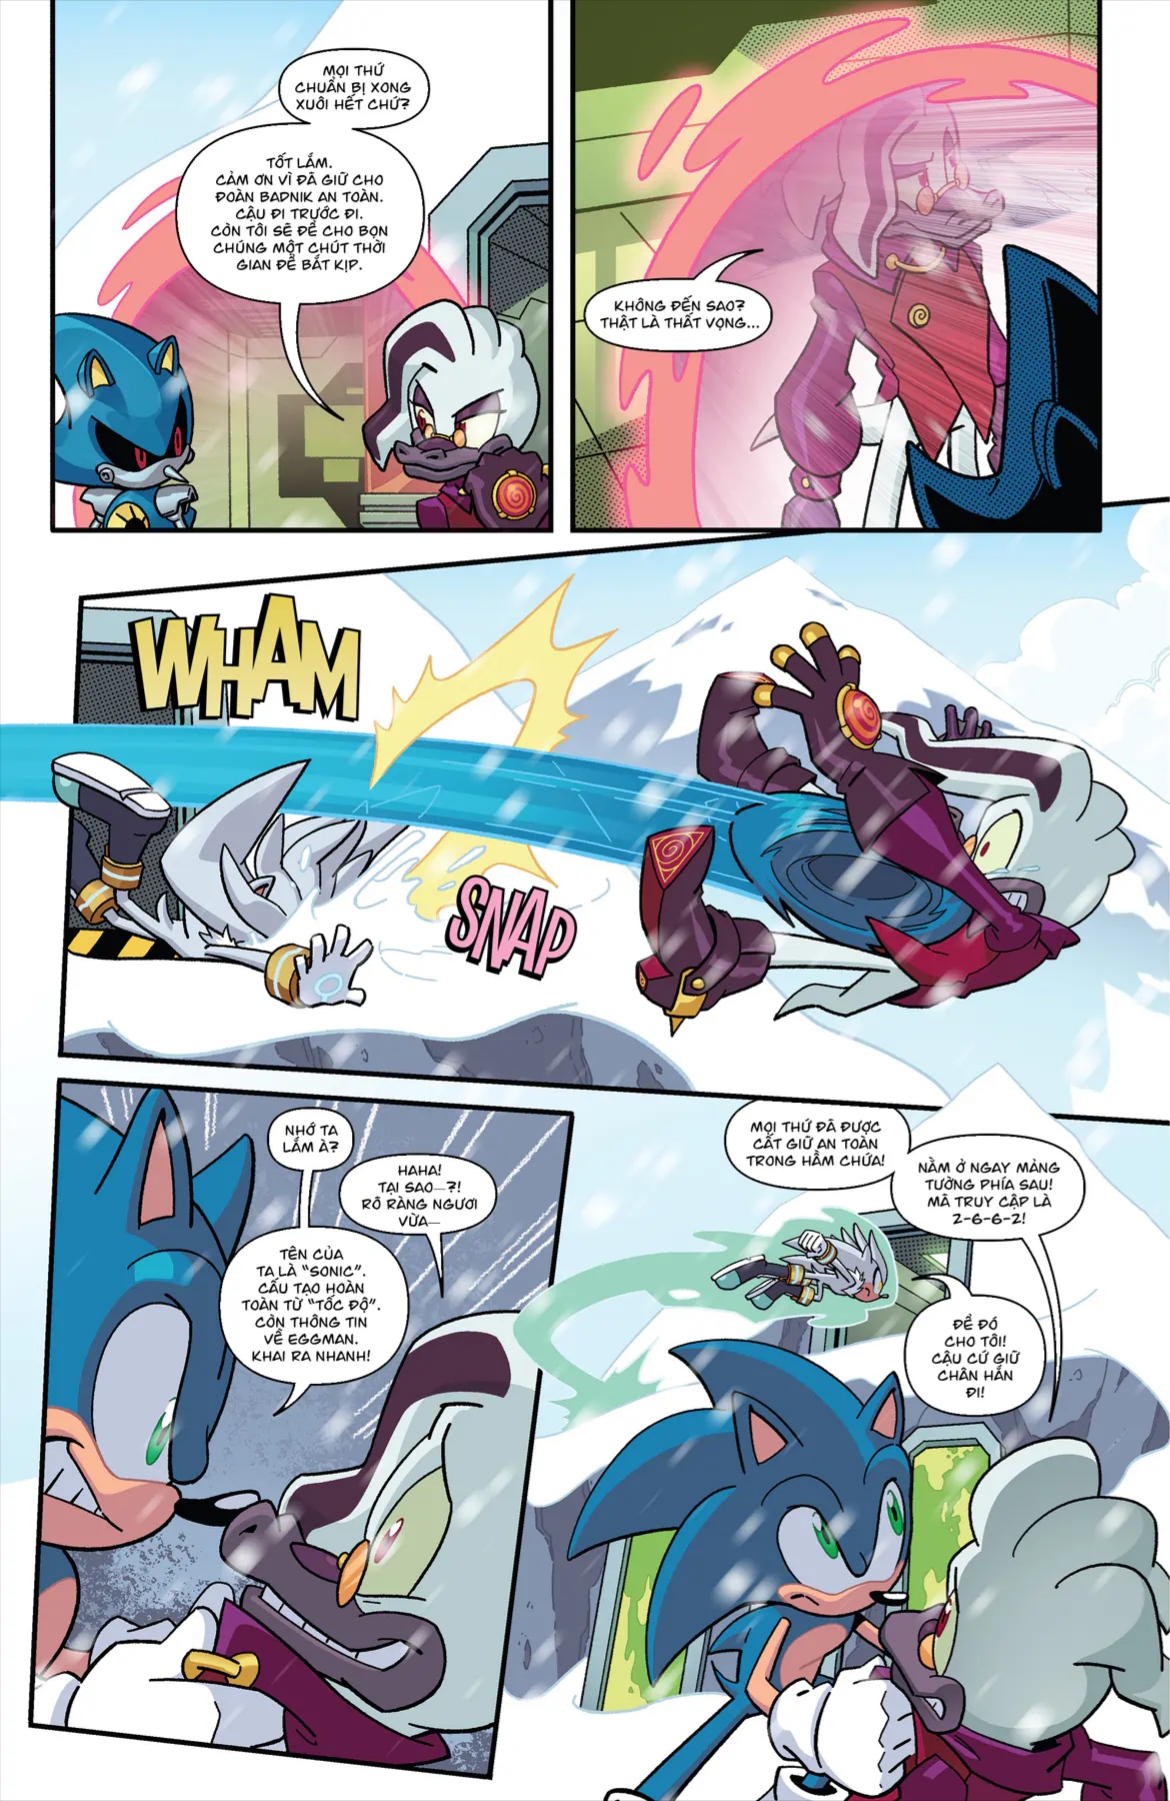 MỌI THỨ
CHUẨN BỊ XONG
XUÔI HẾT CHỨ?
TỐT LẮM.
CẢM ƠN VÌ ĐÃ GIỮ CHO
ĐOÀN BADNIK AN TOÀN.
CẬU ĐI TRƯỚC ĐI.
CÒN TÔI SẼ ĐỂ CHO BỌN
CHÚNG MỘT CHÚT THỜI
GIAN ĐỂ BẮT KỊP.
KHÔNG ĐẾN SAO?
THẬT LÀ THẤT VỌNG...
WHAM
SNAP
NHỚ TA
LẮM À?
HAHA!
TẠI SAO—?!
RÕ RÀNG NGƯƠI
VỪA—
TÊN CỦA
TA LÀ “SONIC”.
CẤU TẠO HOÀN
TOÀN TỪ “TỐC ĐỘ”.
CÒN THÔNG TIN
VỀ EGGMAN.
KHAI RA NHANH!
MỌI THỨ ĐÃ ĐƯỢC
CẤT GIỮ AN TOÀN
TRONG HẦM CHỨA!
NẰM Ở NGAY MẢNG
TƯỜNG PHÍA SAU!
MÃ TRUY CẬP LÀ
2-6-6-2!
ĐỀ ĐÓ
CHO TÔI!
CẬU CỨ GIỮ
CHÂN HẮN
ĐI!